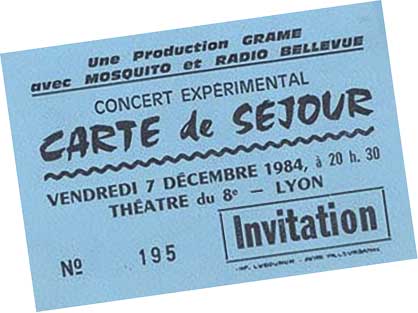 Une Production GRAME
avec MOSQUITO et RADIO BELLEVUE
CONCERT EXPÉRIMENTAL
CARTE de SEJOUR
VENDREDI 7 DÉCEMBRE 1984, à 20 h. 30
THÉATRE du 8e — LYON
Invitation
Nº 195